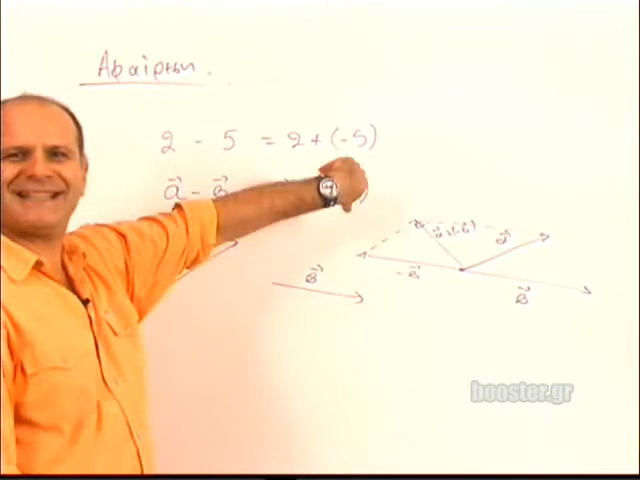 Αφαίρεση.
2 - 5 = 2 + (-5)
a⃗ - β⃗
a⃗+(-β⃗) a⃗
-β⃗
β⃗
β⃗
booster.gr